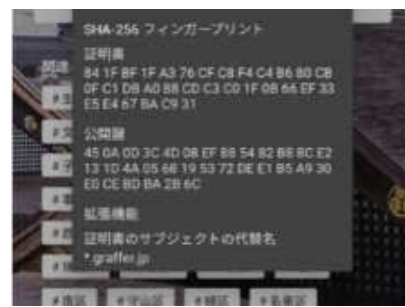 SHA-256 フィンガープリント
証明書
84 1F BF 1F A3 76 CF C8 F4 C4 B6 80 CB
0F C1 DB A0 88 CD C3 C0 1F 0B 66 EF 33
E5 E4 67 BA C9 31
公開鍵
45 0A 0D 3C 4D 08 EF 88 54 82 B8 8C E2
13 1D 4A 05 68 19 53 72 DE E1 B5 A9 30
E0 CE BD BA 2B 6C
拡張機能
証明書のサブジェクトの代替名
*.graffer.jp